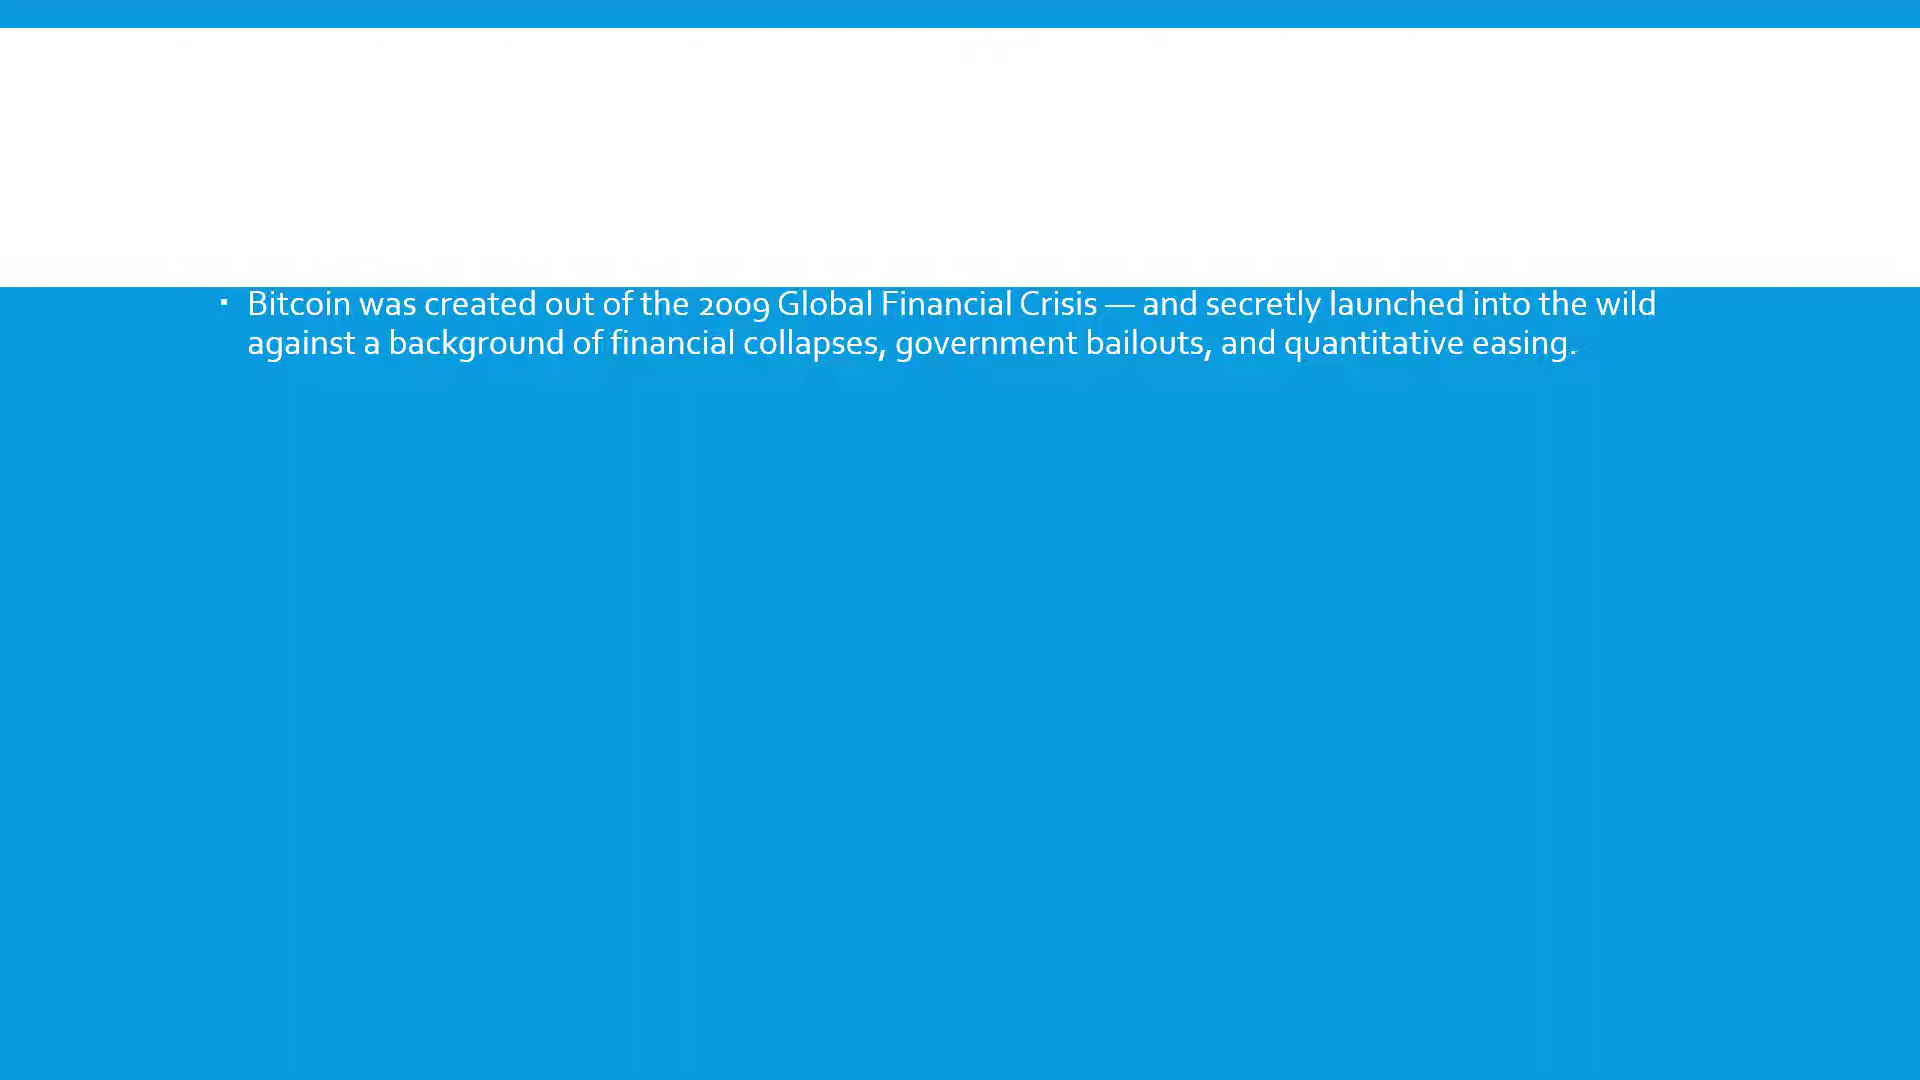 ▪ Bitcoin was created out of the 2009 Global Financial Crisis — and secretly launched into the wild
against a background of financial collapses, government bailouts, and quantitative easing.